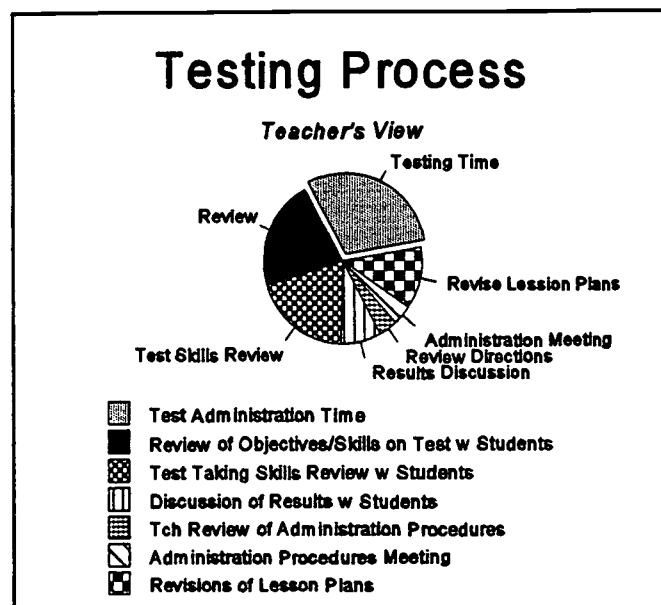 Testing Process
Teacher's View
Testing Time
Review
Revise Lession Plans
Administration Meeting
Review Directions
Test Skills Review
Results Discussion
Test Administration Time
Review of Objectives/Skills on Test w Students
Test Taking Skills Review w Students
Discussion of Results w Students
Tch Review of Administration Procedures
Administration Procedures Meeting
Revisions of Lesson Plans